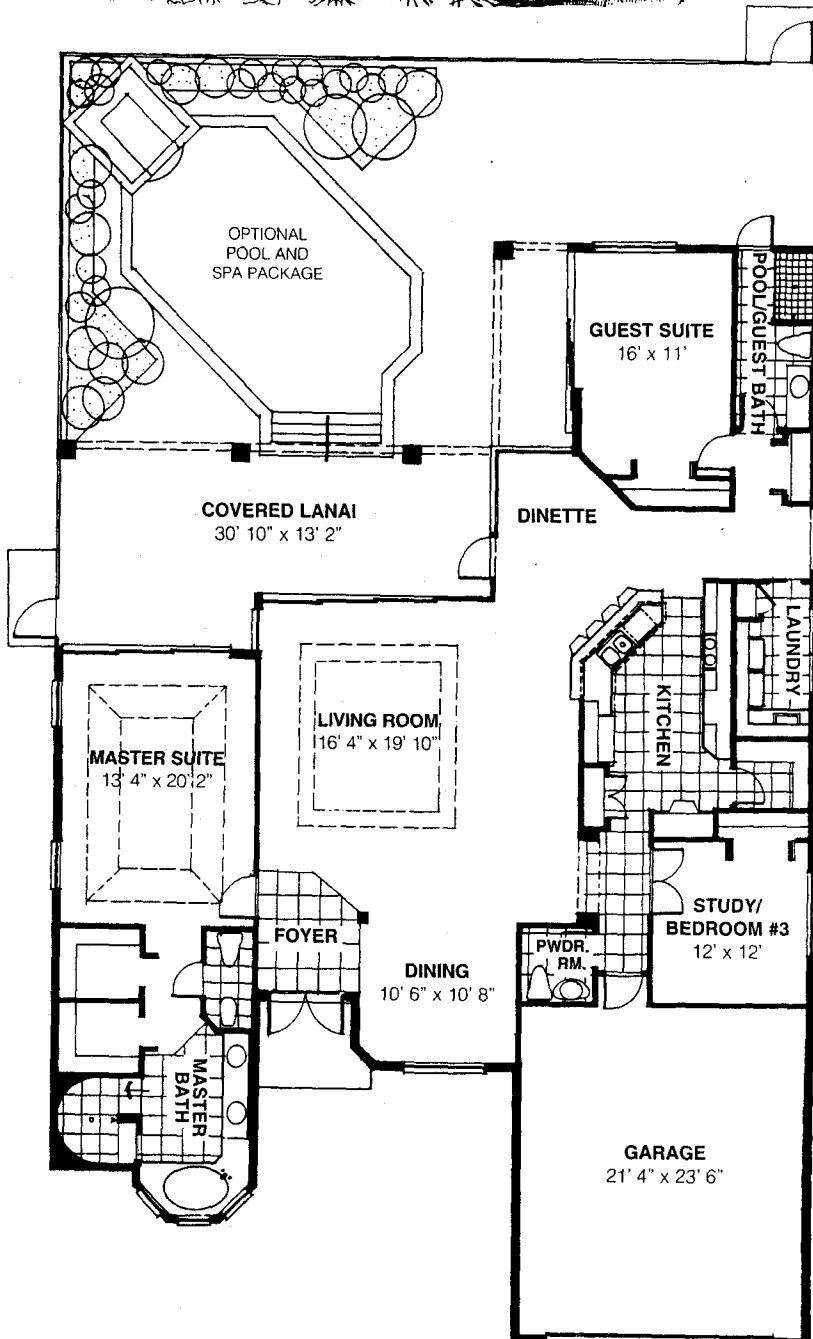 OPTIONAL
POOL AND
SPA PACKAGE
GUEST SUITE
16' x 11'
POOL/GUEST BATH
COVERED LANAI
30' 10" x 13' 2"
DINETTE
LAUNDRY
KITCHEN
LIVING ROOM
16' 4" x 19' 10"
MASTER SUITE
13' 4" x 20' 2"
STUDY/
BEDROOM #3
12' x 12'
FOYER
PWDR.
RM.
DINING
10' 6" x 10' 8"
MASTER
BATH
GARAGE
21' 4" x 23' 6"